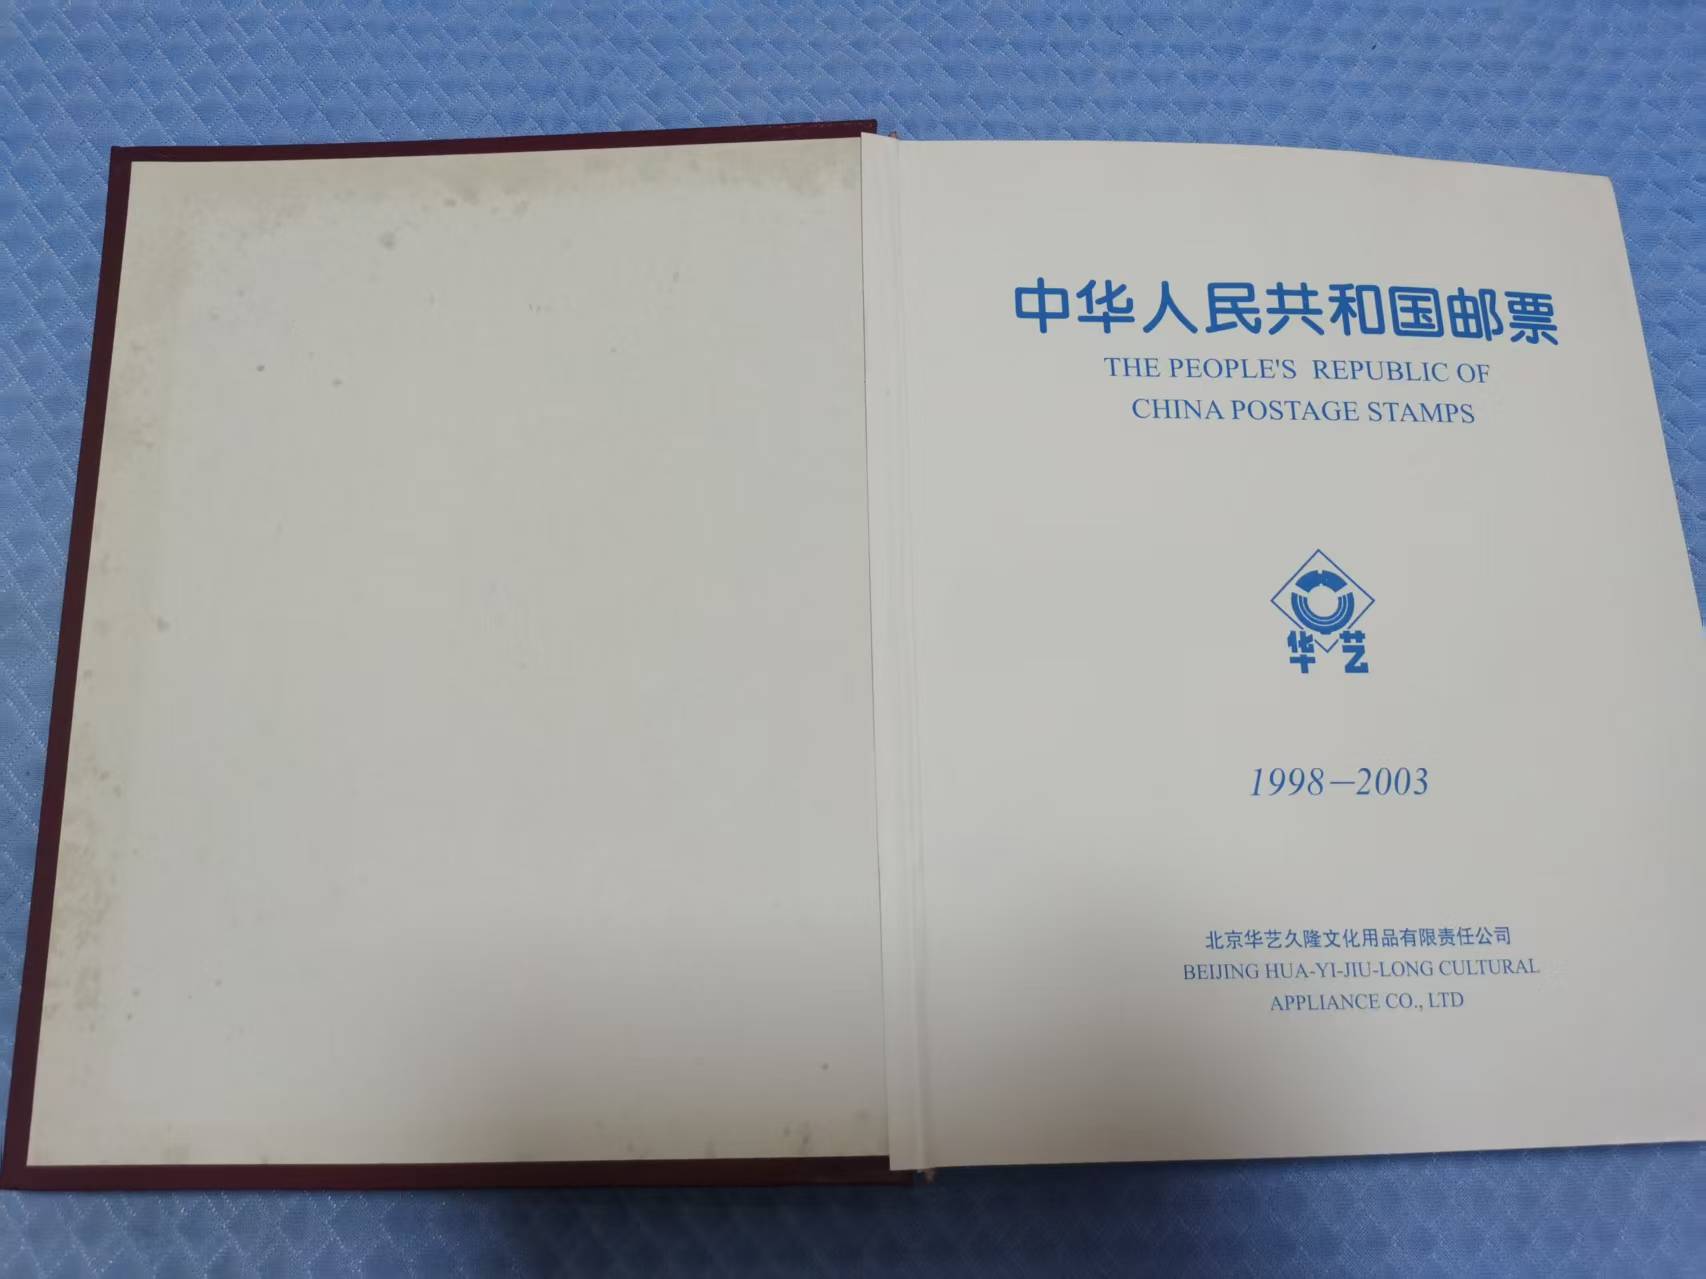 中华人民共和国邮票
THE PEOPLE'S REPUBLIC OF
CHINA POSTAGE STAMPS
华艺
1998—2003
北京华艺久隆文化用品有限责任公司
BEIJING HUA-YI-JIU-LONG CULTURAL
APPLIANCE CO., LTD